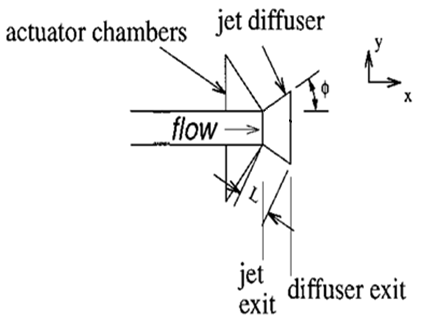 actuator chambers
jet diffuser
y
x
ϕ
flow
L
jet
exit
diffuser exit